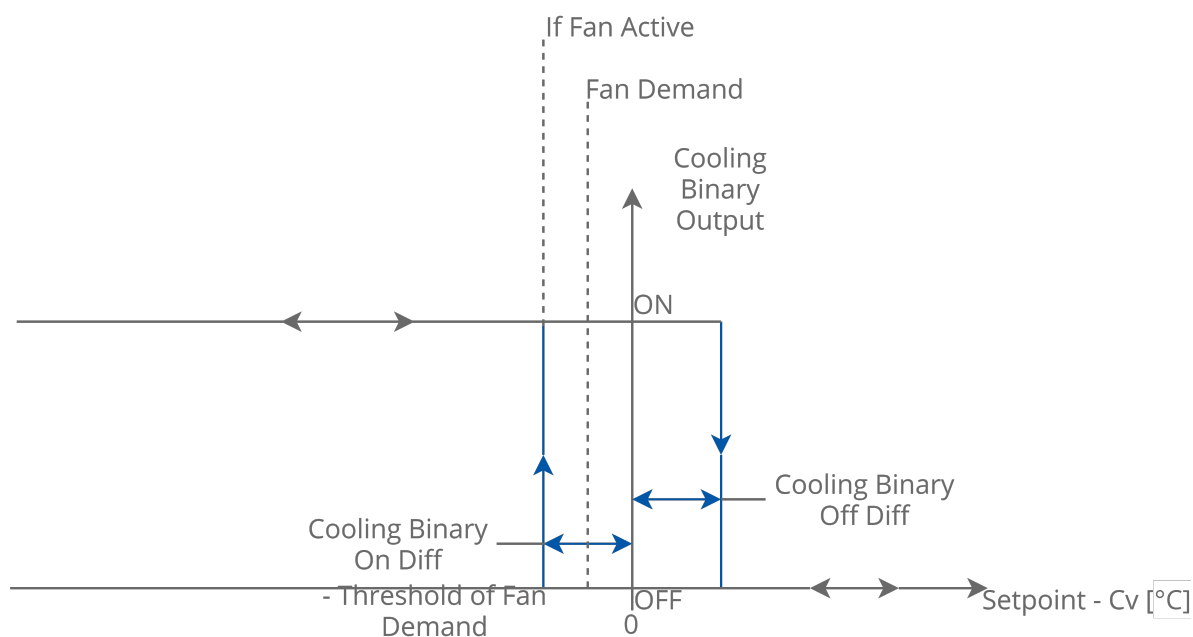 If Fan Active
Fan Demand
Cooling
Binary
Output
ON
Cooling Binary
Off Diff
Cooling Binary
On Diff
- Threshold of Fan
Demand
OFF
0
Setpoint - Cv [°C]